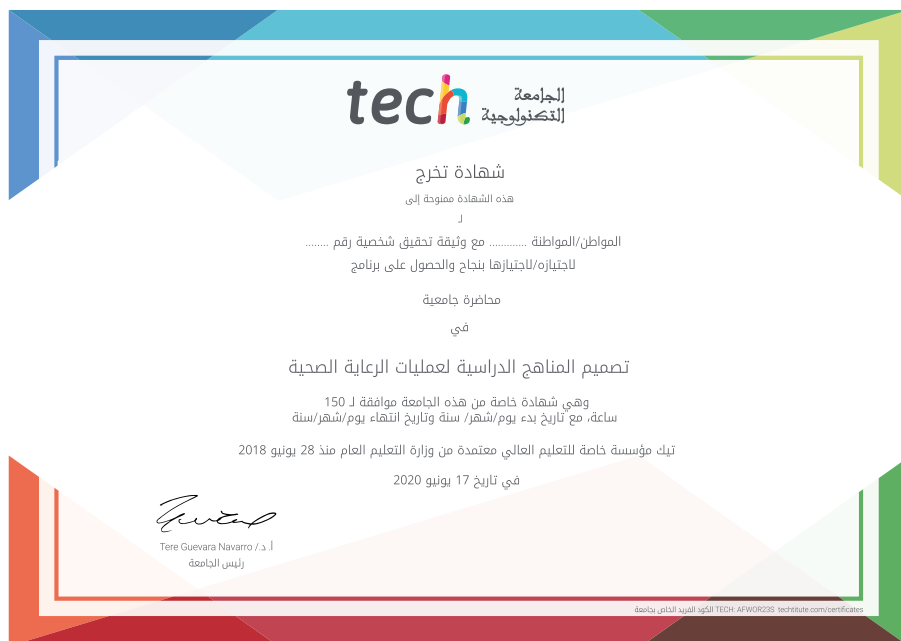 tech الجامعة
التكنولوجية
شهادة تخرج
هذه الشهادة ممنوحة إلى
لـ
المواطن/المواطنة ............. مع وثيقة تحقيق شخصية رقم ........
لاجتيازه/لاجتيازها بنجاح والحصول على برنامج
محاضرة جامعية
في
تصميم المناهج الدراسية لعمليات الرعاية الصحية
وهي شهادة خاصة من هذه الجامعة موافقة لـ 150
ساعة، مع تاريخ بدء يوم/شهر/ سنة وتاريخ انتهاء يوم/شهر/سنة
تيك مؤسسة خاصة للتعليم العالي معتمدة من وزارة التعليم العام منذ 28 يونيو 2018
في تاريخ 17 يونيو 2020
أ. د./ Tere Guevara Navarro
رئيس الجامعة
الكود الفريد الخاص بجامعة TECH: AFWOR23S techtitute.com/certificates